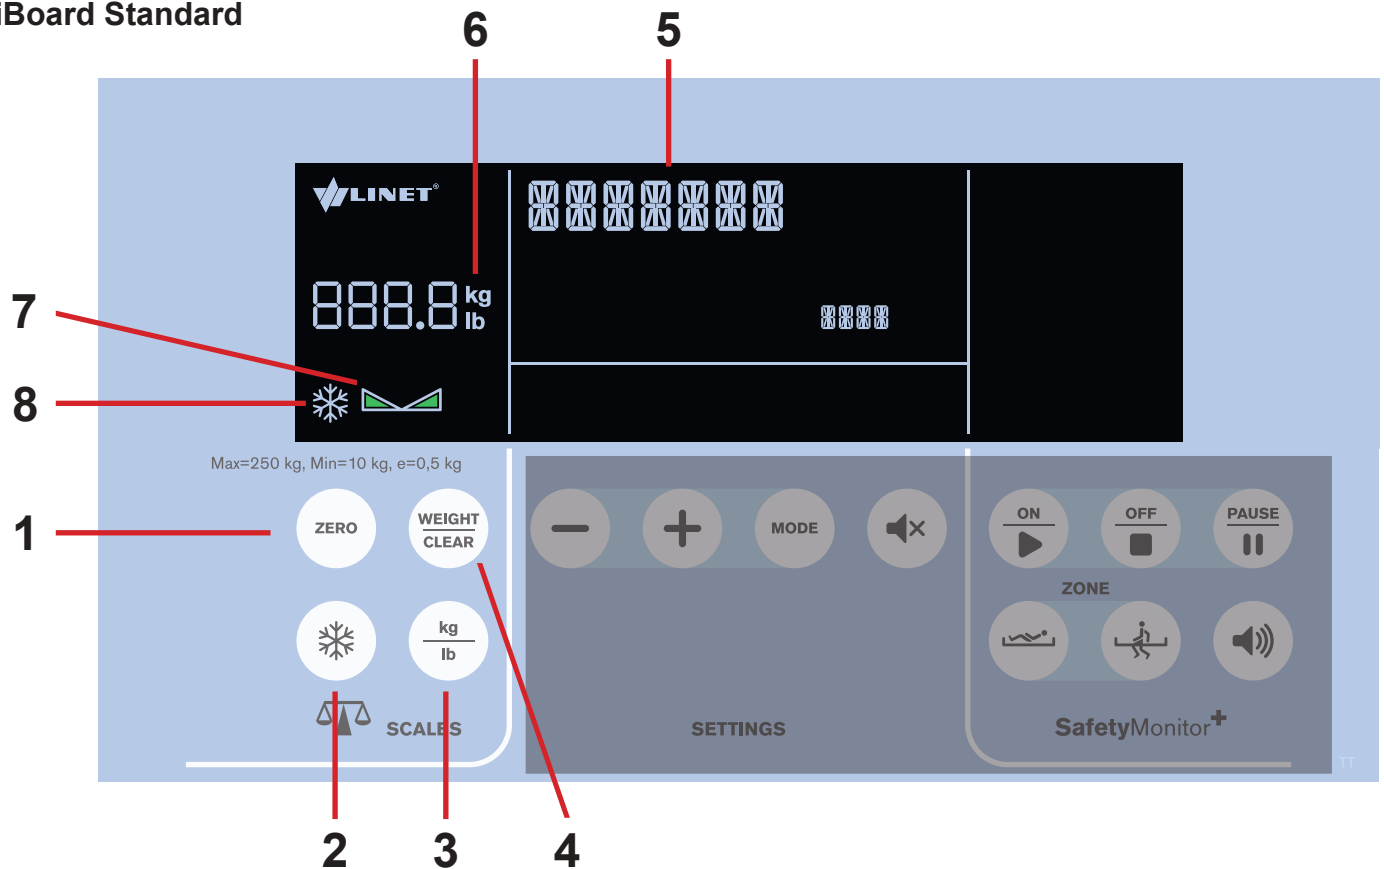 iBoard Standard
6
5
LINET®
888.8 kg
lb
7
8
Max=250 kg, Min=10 kg, e=0,5 kg
1
ZERO
WEIGHT
CLEAR
MODE
ON
OFF
PAUSE
ZONE
kg
lb
SCALES
SETTINGS
SafetyMonitor+
TT
2
3
4